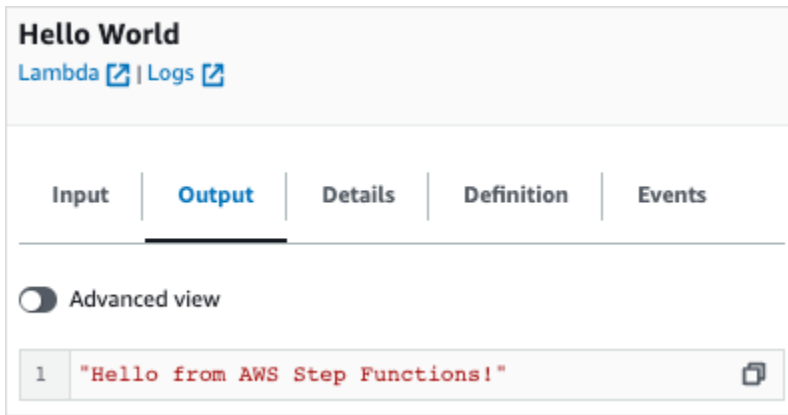 Hello World
Lambda | Logs
Input Output Details Definition Events
Advanced view
1 "Hello from AWS Step Functions!"